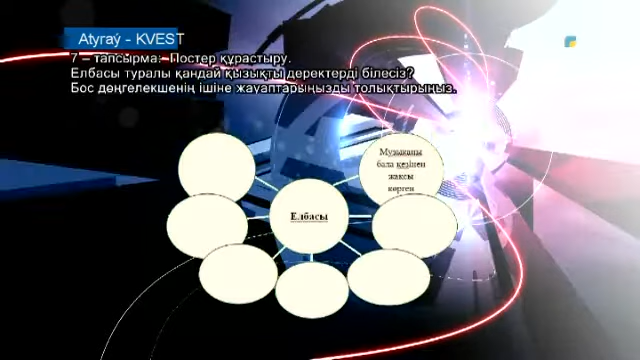 Atyraý - KVEST
7 – тапсырма: Постер құрастыру.
Елбасы туралы қандай қызықты деректерді білесіз?
Бос дөңгелекшенің ішіне жауаптарыңызды толықтырыңыз.
Музыканы
бала кезінен
жақсы
көрген
Елбасы